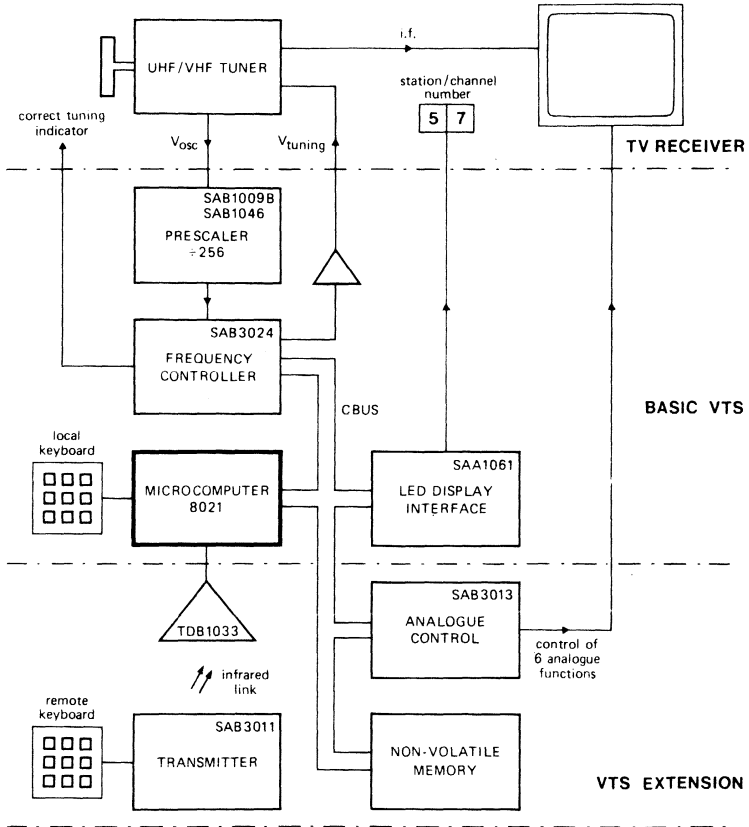 i.f.
UHF/VHF TUNER
station/channel
number
5 7
correct tuning
indicator
Vosc
Vtuning
TV RECEIVER
SAB1009B
SAB1046
PRESCALER
÷256
SAB3024
FREQUENCY
CONTROLLER
CBUS
BASIC VTS
local
keyboard
MICROCOMPUTER
8021
SAA1061
LED DISPLAY
INTERFACE
SAB3013
ANALOGUE
CONTROL
TDB1033
control of
6 analogue
functions
infrared
link
remote
keyboard
SAB3011
TRANSMITTER
NON-VOLATILE
MEMORY
VTS EXTENSION